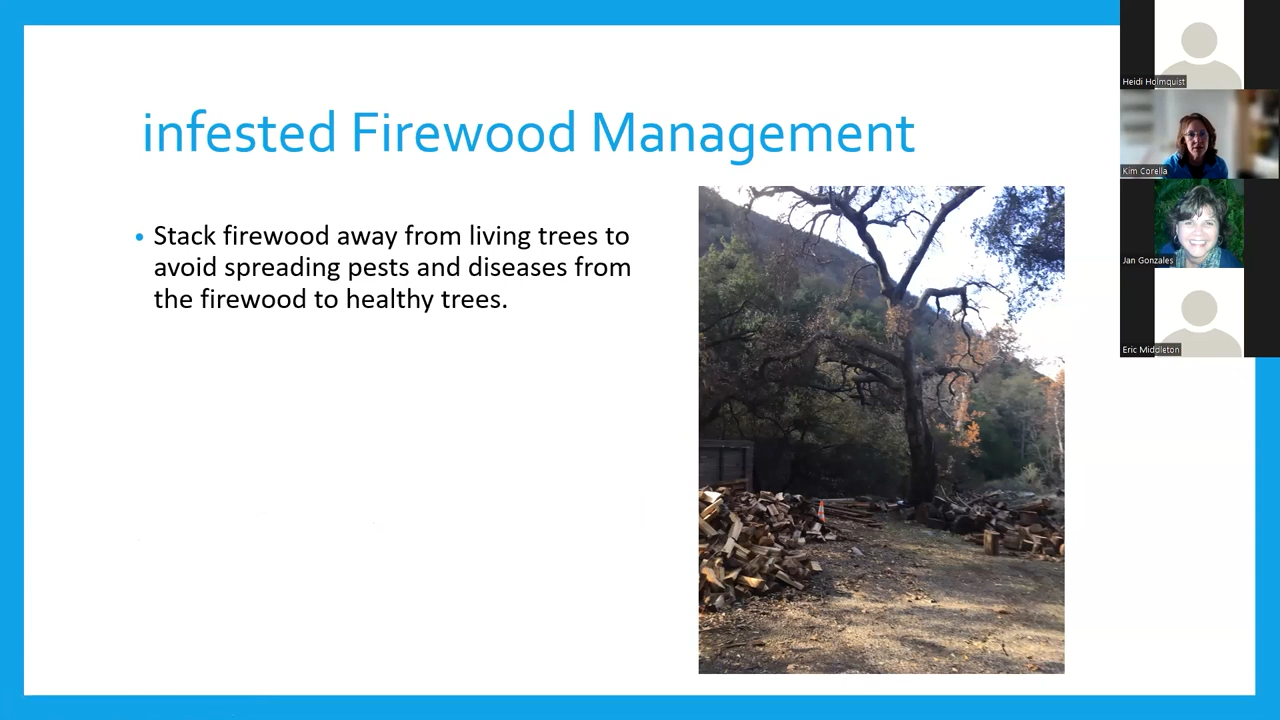 infested Firewood Management
• Stack firewood away from living trees to
avoid spreading pests and diseases from
the firewood to healthy trees.
Heidi Holmquist
Kim Corella
Jan Gonzales
Eric Middleton